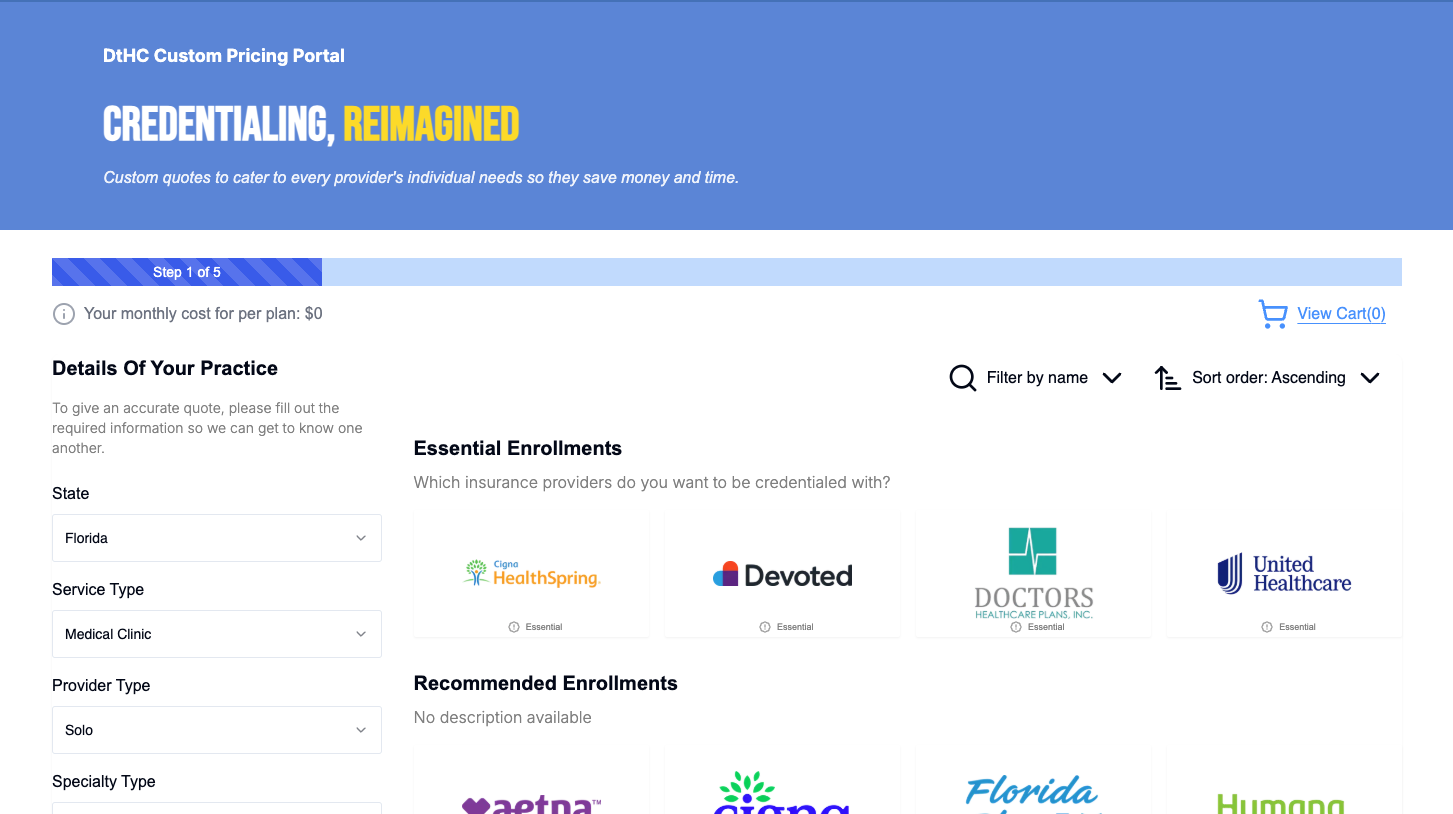 DtHC Custom Pricing Portal
CREDENTIALING, REIMAGINED
Custom quotes to cater to every provider's individual needs so they save money and time.
Step 1 of 5
Your monthly cost for per plan: $0
View Cart(0)
Details Of Your Practice
To give an accurate quote, please fill out the
required information so we can get to know one
another.
State
Florida
Service Type
Medical Clinic
Provider Type
Solo
Specialty Type
Filter by name
Sort order: Ascending
Essential Enrollments
Which insurance providers do you want to be credentialed with?
Cigna
HealthSpring.
Essential
Devoted
Essential
DOCTORS
HEALTHCARE PLANS, INC.
Essential
United
Healthcare
Essential
Recommended Enrollments
No description available
aetna™
cigna
Florida
Humana